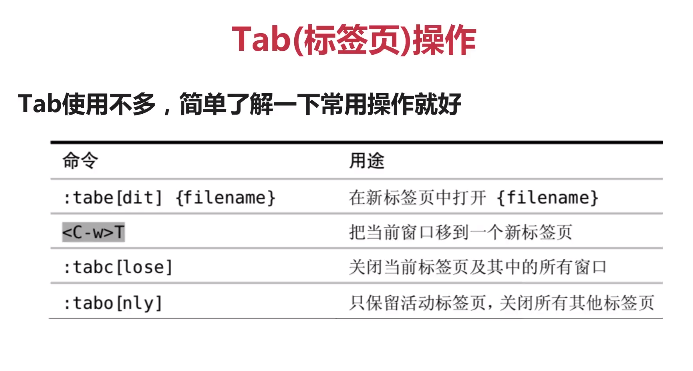 Tab(标签页)操作
Tab使用不多，简单了解一下常用操作就好
命令 用途
:tabe[dit] {filename} 在新标签页中打开 {filename}
<C-w>T 把当前窗口移到一个新标签页
:tabc[lose] 关闭当前标签页及其中的所有窗口
:tabo[nly] 只保留活动标签页，关闭所有其他标签页